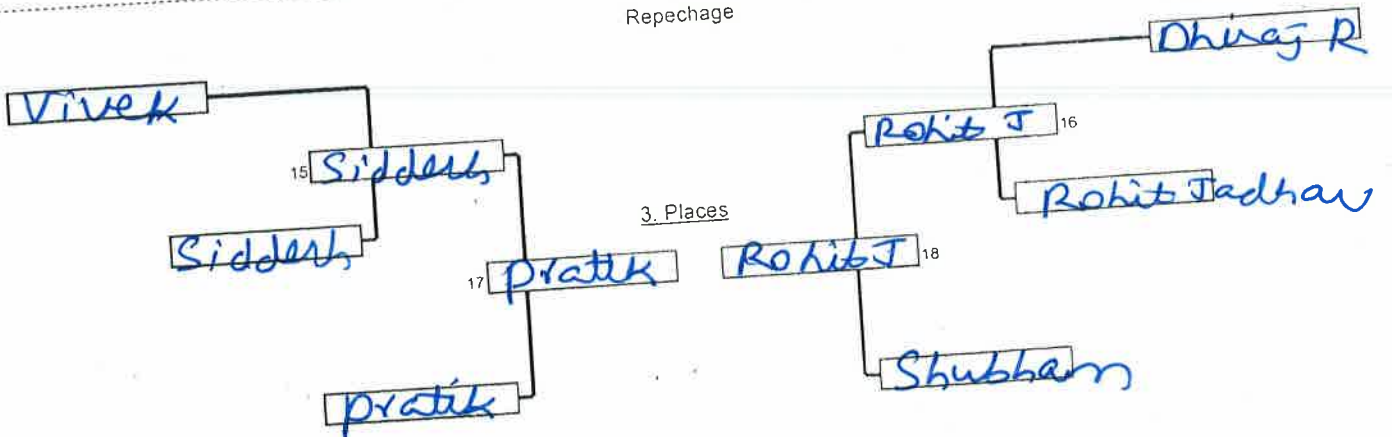 Repechage
Dhiraj R
Vivek
Rohit J 16
15 Siddesh
Rohit Jadhav
3. Places
Siddesh
Rohit J 18
17 Pratik
Shubham
Pratik